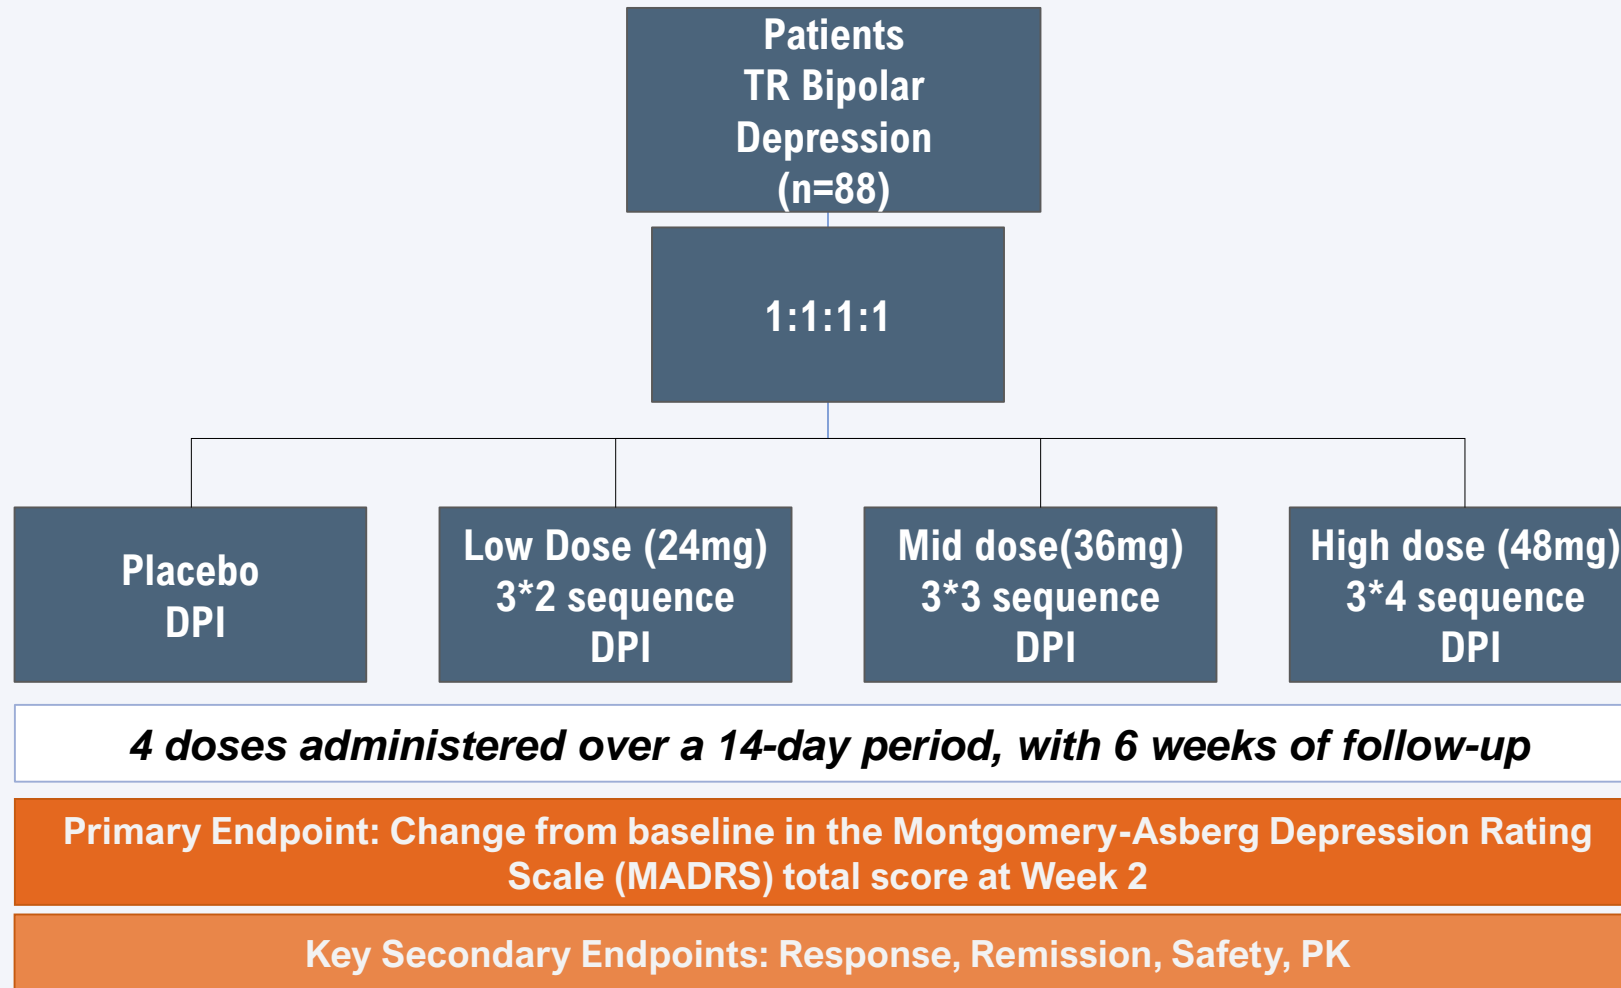 Patients
TR Bipolar
Depression
(n=88)
1:1:1:1
Placebo
DPI
Low Dose (24mg)
3*2 sequence
DPI
Mid dose(36mg)
3*3 sequence
DPI
High dose (48mg)
3*4 sequence
DPI
4 doses administered over a 14-day period, with 6 weeks of follow-up
Primary Endpoint: Change from baseline in the Montgomery-Asberg Depression Rating
Scale (MADRS) total score at Week 2
Key Secondary Endpoints: Response, Remission, Safety, PK